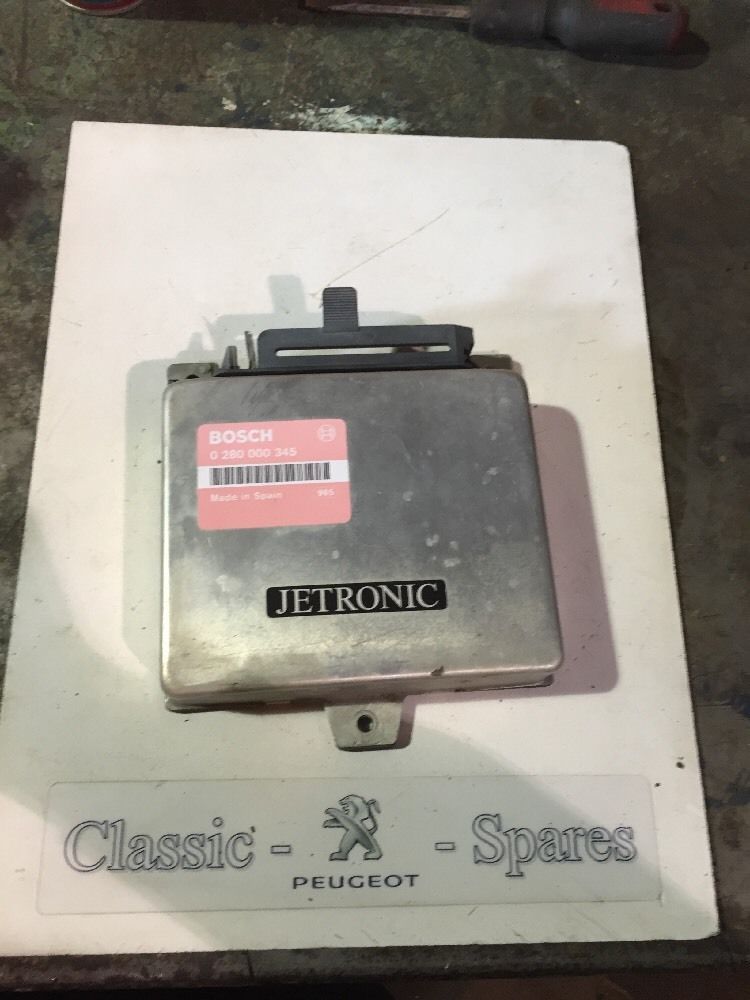 BOSCH
0 280 000 345
Made in Spain 965
JETRONIC
Classic - - Spares
PEUGEOT